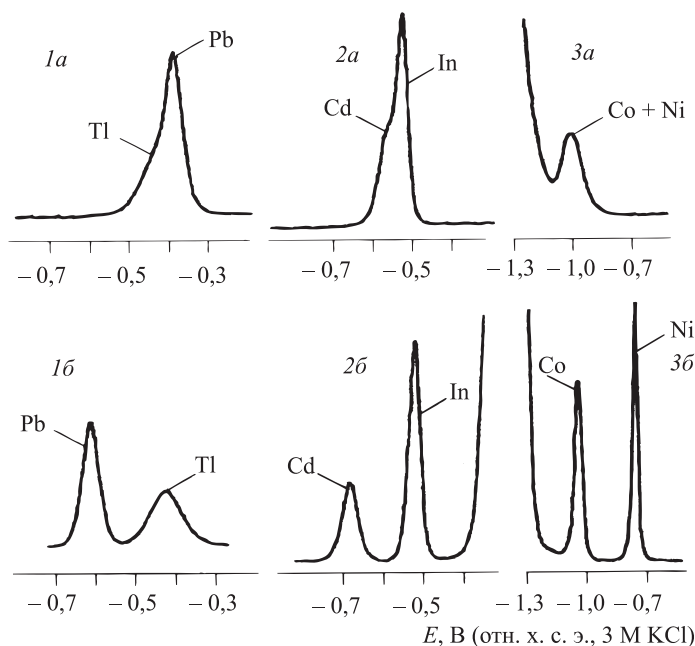 1а
Pb
Tl
2а
In
Cd
3а
Co + Ni
– 0,7 – 0,5 – 0,3
– 0,7 – 0,5
– 1,3 – 1,0 – 0,7
1б
Pb
Tl
2б
In
Cd
Ni
3б
Co
– 0,7 – 0,5 – 0,3
– 0,7 – 0,5
– 1,3 – 1,0 – 0,7
E, В (отн. х. с. э., 3 М KCl)